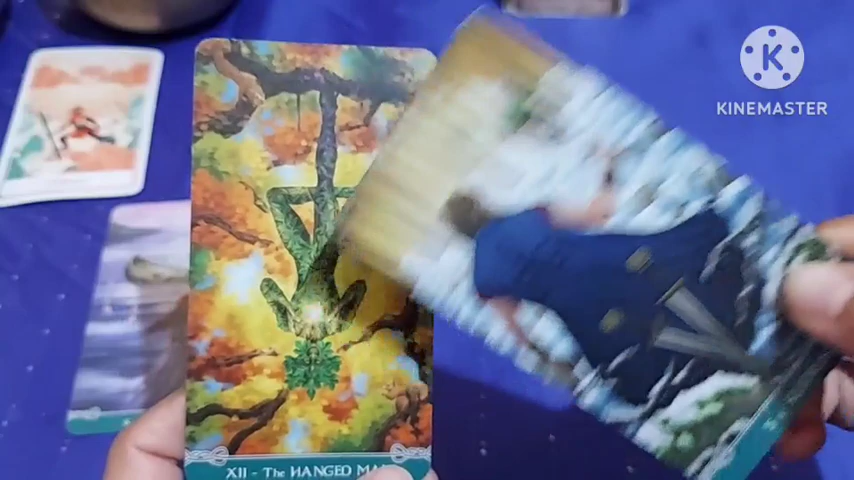 K
KINEMASTER
XII - The HANGED MA